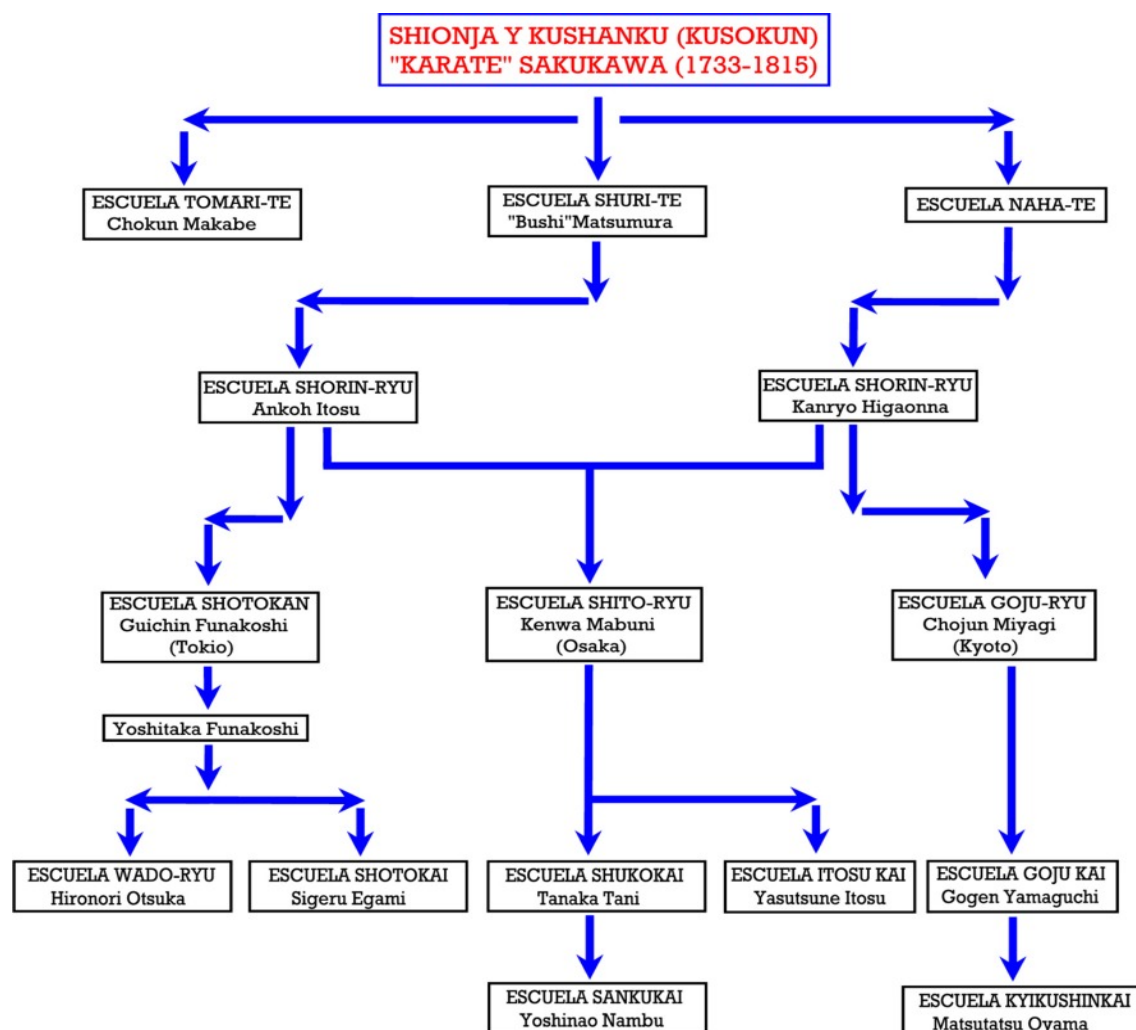 SHIONJA Y KUSHANKU (KUSOKUN)
"KARATE" SAKUKAWA (1733-1815)
ESCUELA TOMARI-TE
Chokun Makabe
ESCUELA SHURI-TE
"Bushi"Matsumura
ESCUELA NAHA-TE
ESCUELA SHORIN-RYU
Ankoh Itosu
ESCUELA SHORIN-RYU
Kanryo Higaonna
ESCUELA SHOTOKAN
Guichin Funakoshi
(Tokio)
ESCUELA SHITO-RYU
Kenwa Mabuni
(Osaka)
ESCUELA GOJU-RYU
Chojun Miyagi
(Kyoto)
Yoshitaka Funakoshi
ESCUELA WADO-RYU
Hironori Otsuka
ESCUELA SHOTOKAI
Sigeru Egami
ESCUELA SHUKOKAI
Tanaka Tani
ESCUELA ITOSU KAI
Yasutsune Itosu
ESCUELA GOJU KAI
Gogen Yamaguchi
ESCUELA SANKUKAI
Yoshinao Nambu
ESCUELA KYIKUSHINKAI
Matsutatsu Oyama